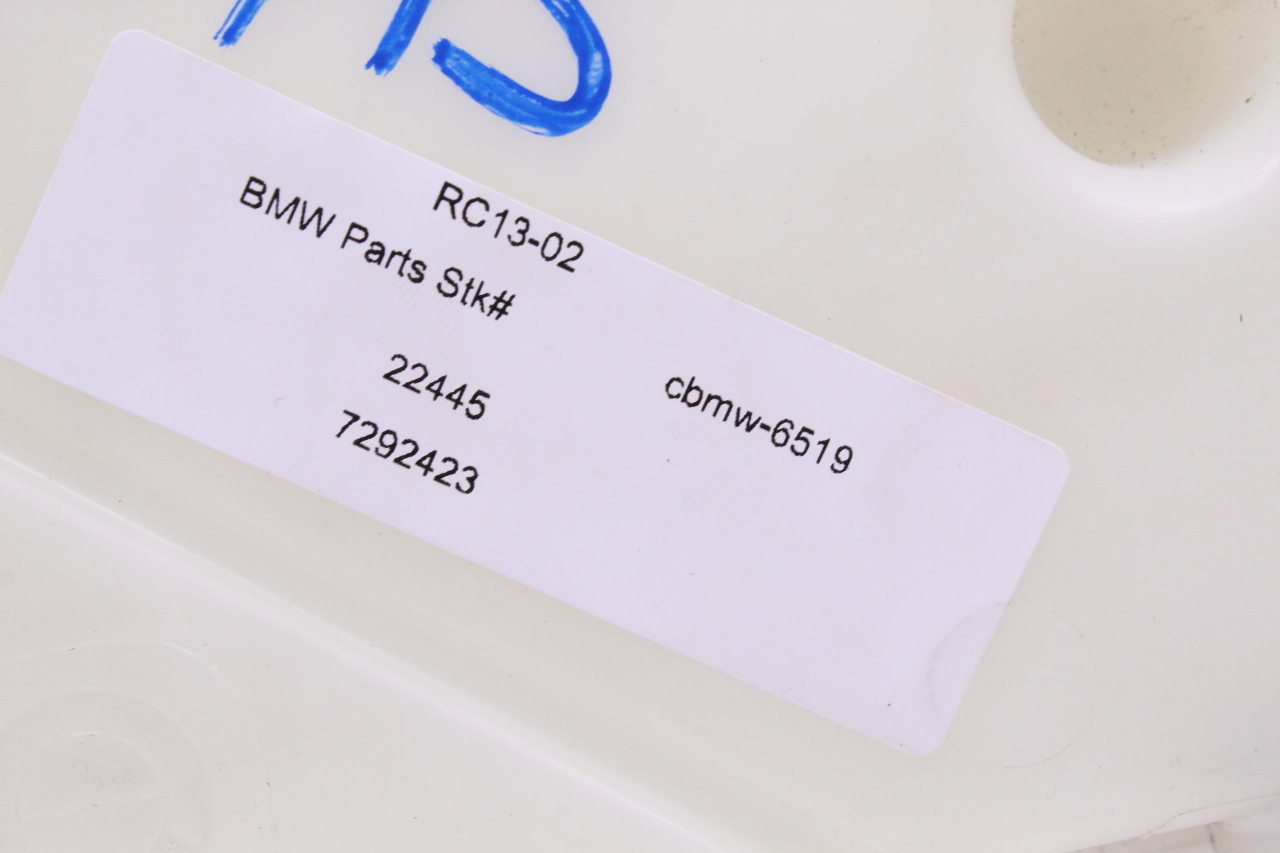 RC13-02
BMW Parts Stk#
22445
cbmw-6519
7292423